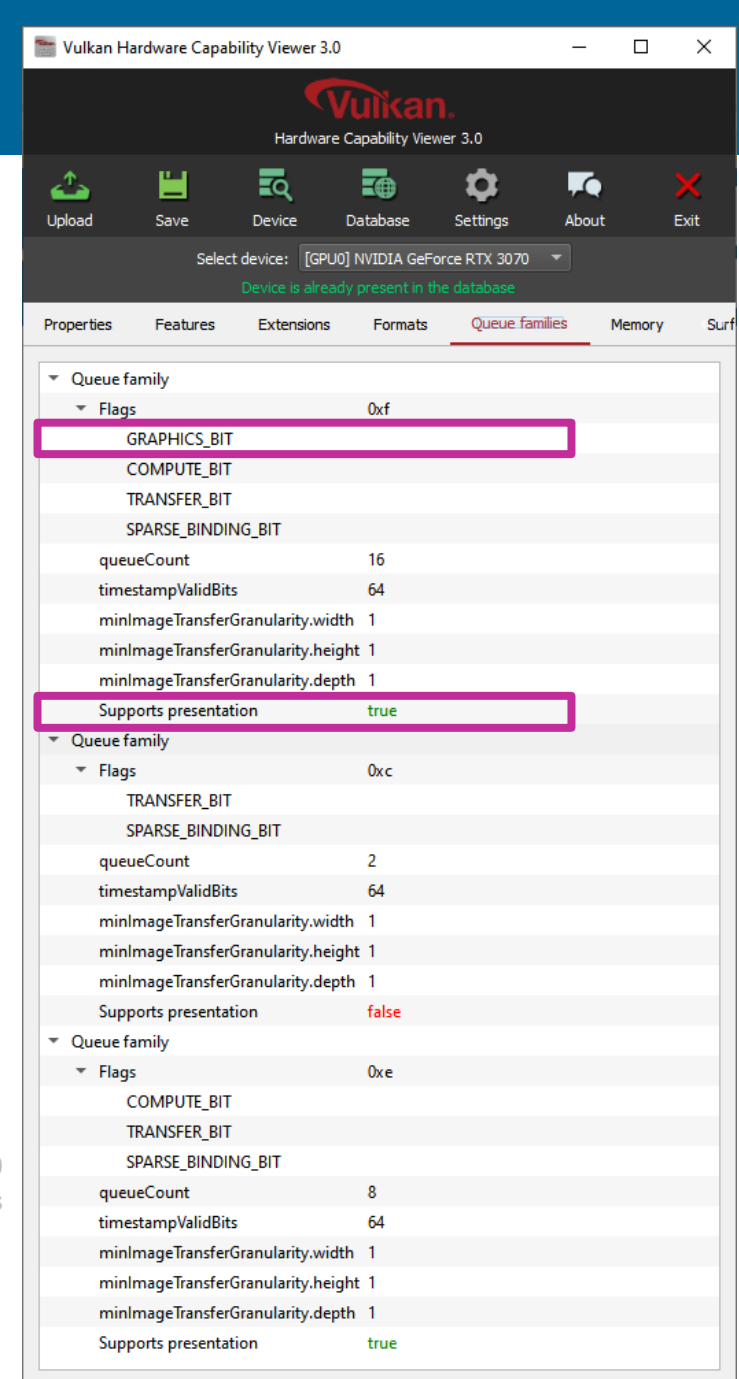 Vulkan Hardware Capability Viewer 3.0
Vulkan.
Hardware Capability Viewer 3.0
Upload Save Device Database Settings About Exit
Select device: [GPU0] NVIDIA GeForce RTX 3070
Device is already present in the database
Properties Features Extensions Formats Queue families Memory Surf
Queue family
Flags 0xf
GRAPHICS_BIT
COMPUTE_BIT
TRANSFER_BIT
SPARSE_BINDING_BIT
queueCount 16
timestampValidBits 64
minImageTransferGranularity.width 1
minImageTransferGranularity.height 1
minImageTransferGranularity.depth 1
Supports presentation true
Queue family
Flags 0xc
TRANSFER_BIT
SPARSE_BINDING_BIT
queueCount 2
timestampValidBits 64
minImageTransferGranularity.width 1
minImageTransferGranularity.height 1
minImageTransferGranularity.depth 1
Supports presentation false
Queue family
Flags 0xe
COMPUTE_BIT
TRANSFER_BIT
SPARSE_BINDING_BIT
queueCount 8
timestampValidBits 64
minImageTransferGranularity.width 1
minImageTransferGranularity.height 1
minImageTransferGranularity.depth 1
Supports presentation true